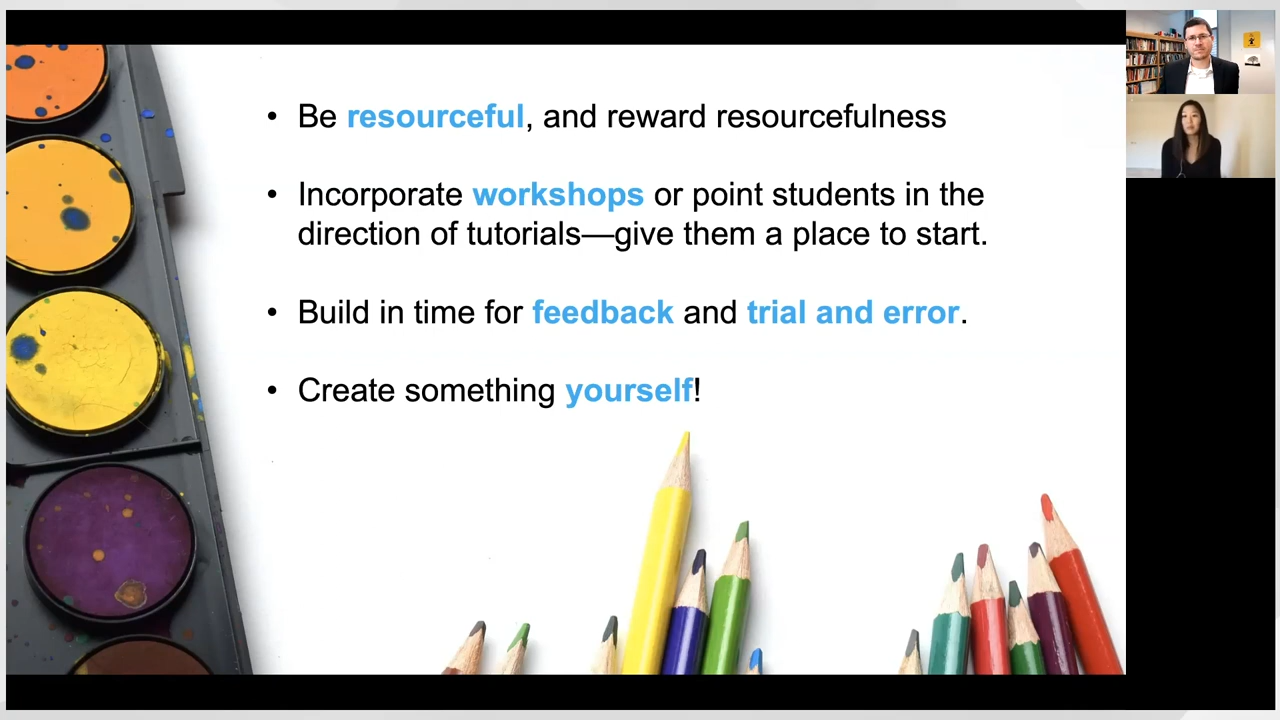 • Be resourceful, and reward resourcefulness
• Incorporate workshops or point students in the
direction of tutorials—give them a place to start.
• Build in time for feedback and trial and error.
• Create something yourself!